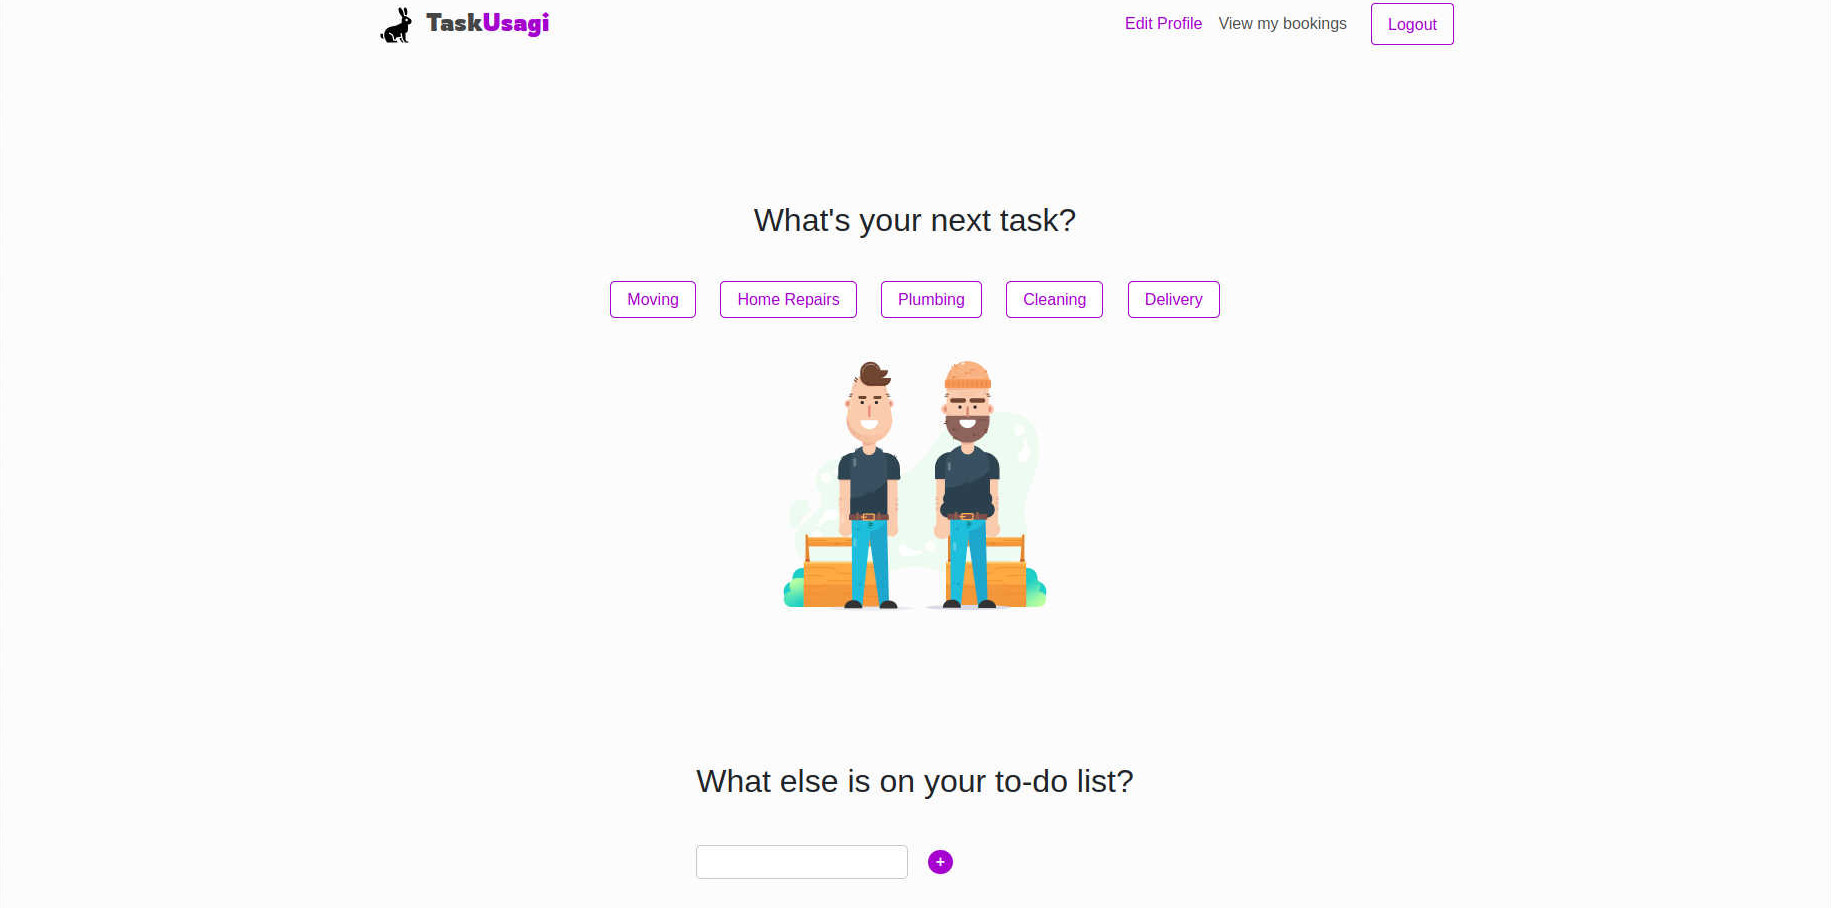 TaskUsagi
Edit Profile
View my bookings
Logout
What's your next task?
Moving
Home Repairs
Plumbing
Cleaning
Delivery
What else is on your to-do list?
+